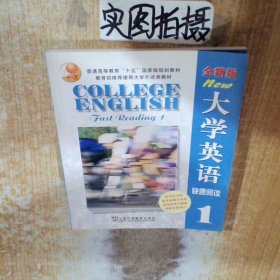 实图拍摄
普通高等教育“十五”国家级规划教材
教育部推荐使用大学外语类教材
COLLEGE
ENGLISH
Fast Reading 1
全新版
New
大学英语
快速阅读
1
上海外语教育出版社